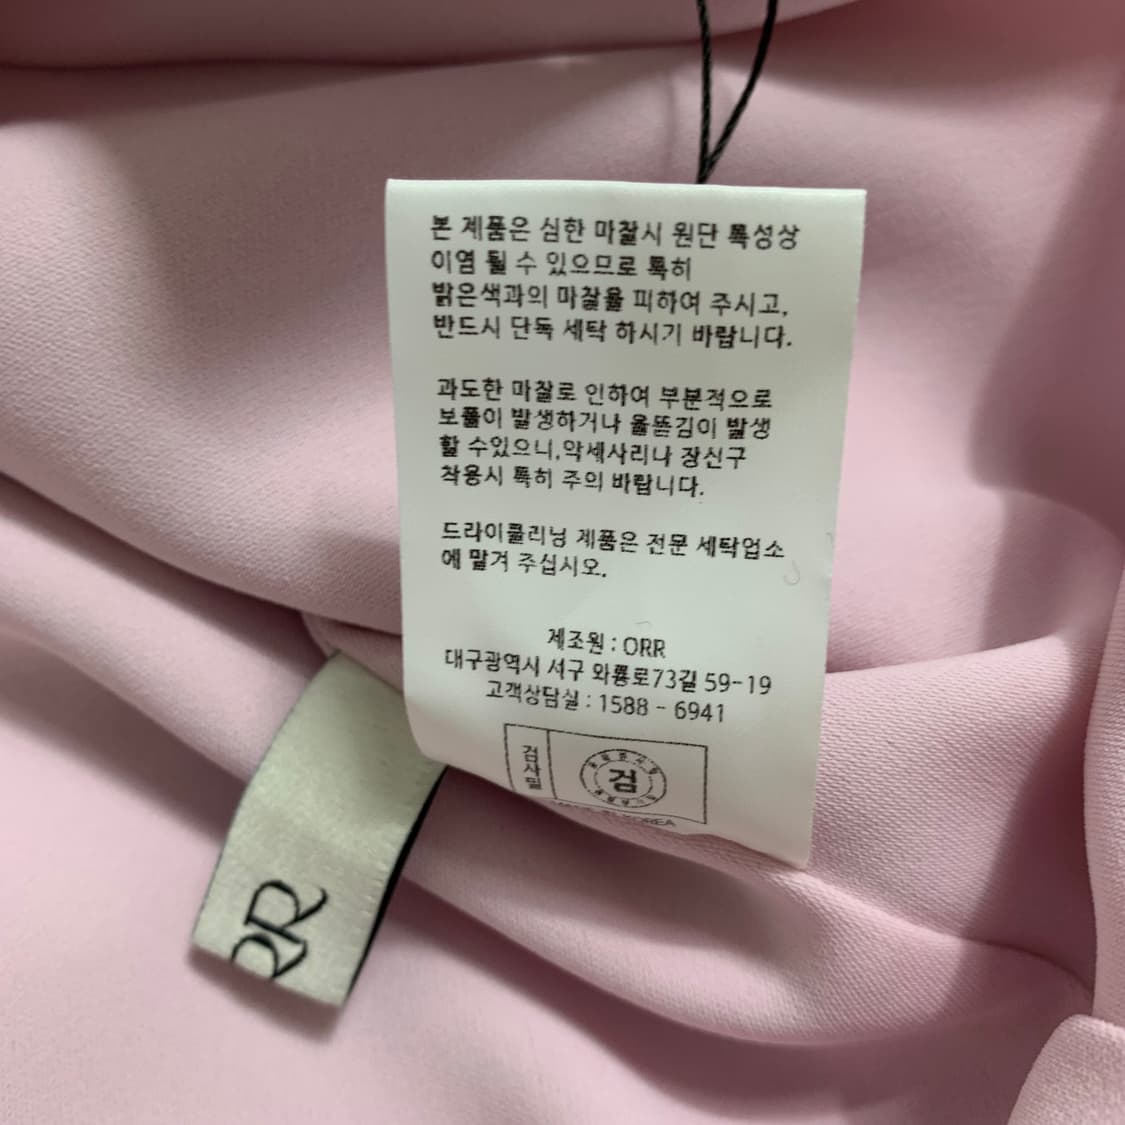 본 제품은 심한 마찰시 원단 특성상
이염 될 수 있으므로 특히
밝은색과의 마찰을 피하여 주시고,
반드시 단독 세탁 하시기 바랍니다.
과도한 마찰로 인하여 부분적으로
보풀이 발생하거나 올뜯김이 발생
할 수있으니,악세사리나 장신구
착용시 특히 주의 바랍니다.
드라이클리닝 제품은 전문 세탁업소
에 맡겨 주십시오.
제조원 : ORR
대구광역시 서구 와룡로73길 59-19
고객상담실 : 1588 - 6941
검사필
검
KOREA
RR